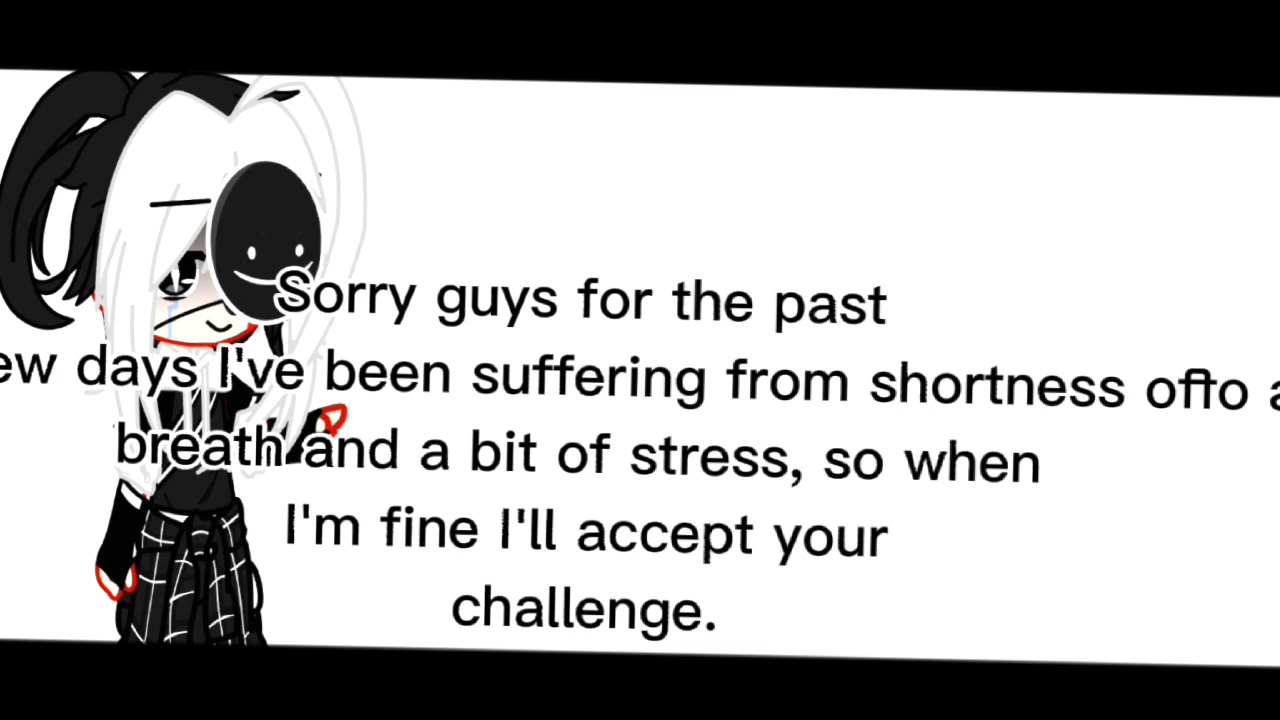 Sorry guys for the past
ew days I've been suffering from shortness of
breath and a bit of stress, so when
I'm fine I'll accept your
challenge.